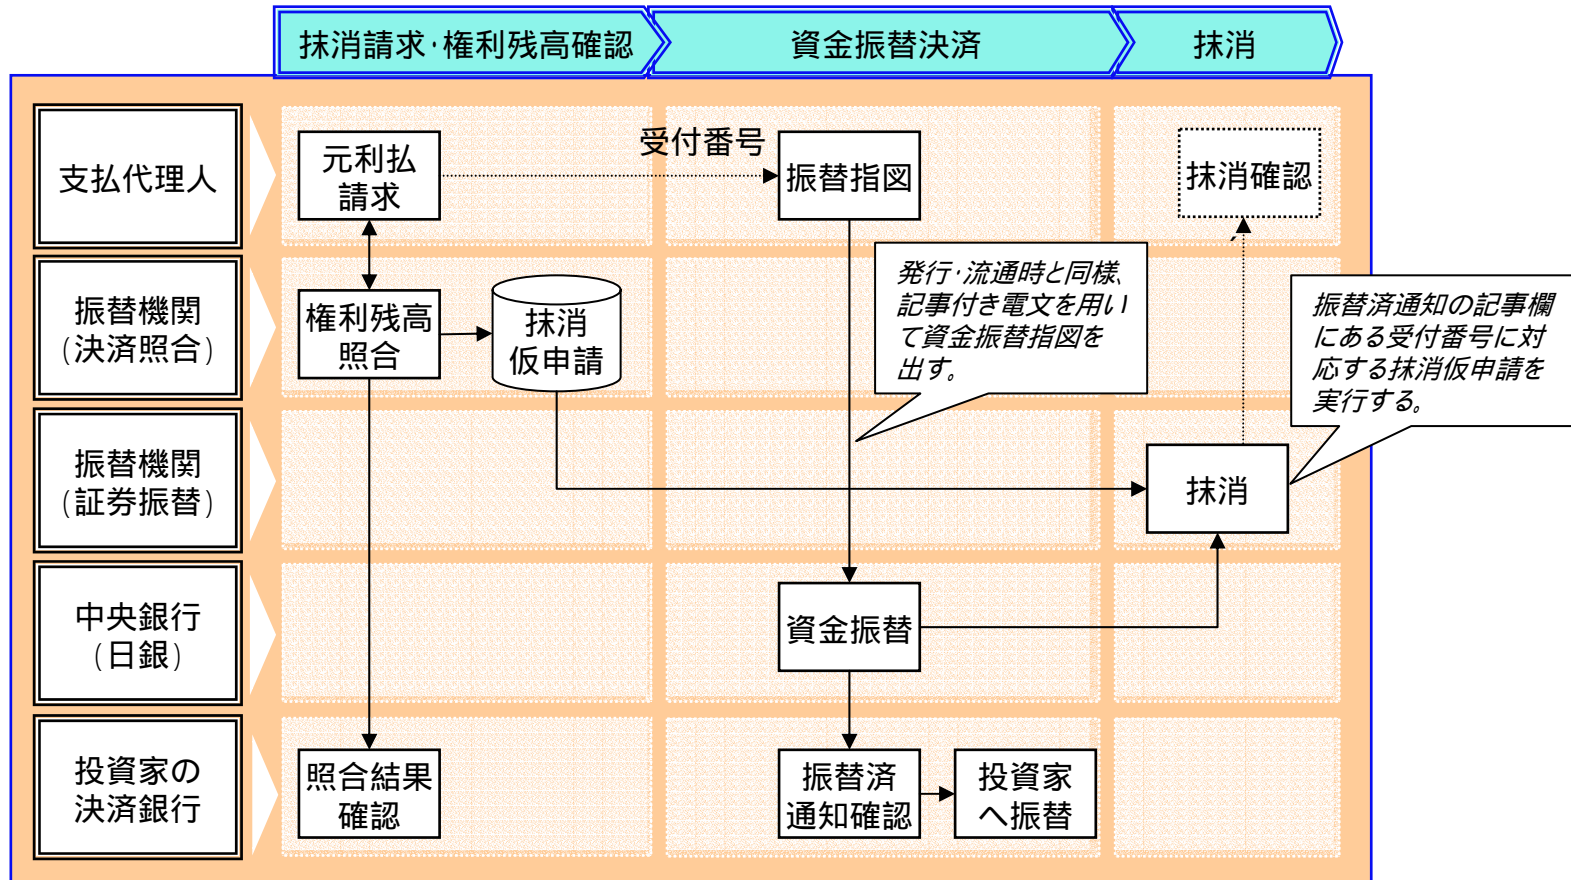 抹消請求・権利残高確認
資金振替決済
抹消
支払代理人
元利払
請求
受付番号
振替指図
抹消確認
振替機関
(決済照合)
権利残高
照合
抹消
仮申請
発行・流通時と同様、
記事付き電文を用い
て資金振替指図を
出す。
振替済通知の記事欄
にある受付番号に対
応する抹消仮申請を
実行する。
振替機関
(証券振替)
抹消
中央銀行
(日銀)
資金振替
投資家の
決済銀行
照合結果
確認
振替済
通知確認
投資家
へ振替